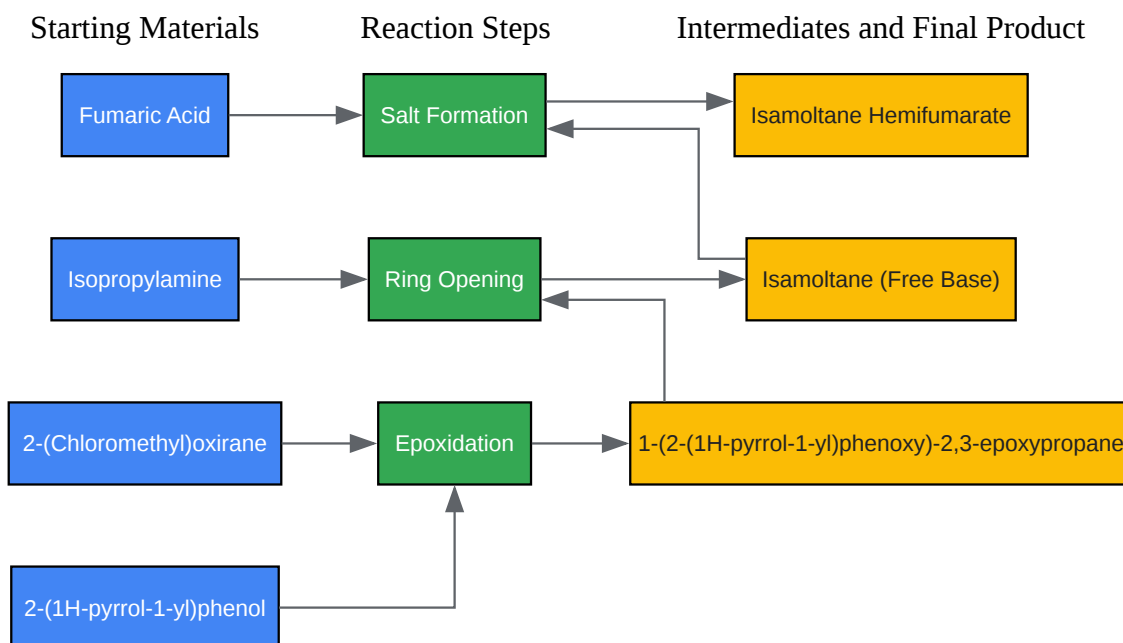 Starting Materials
Reaction Steps
Intermediates and Final Product
Fumaric Acid
Salt Formation
Isamoltane Hemifumarate
Isopropylamine
Ring Opening
Isamoltane (Free Base)
2-(Chloromethyl)oxirane
Epoxidation
1-(2-(1H-pyrrol-1-yl)phenoxy)-2,3-epoxypropane
2-(1H-pyrrol-1-yl)phenol